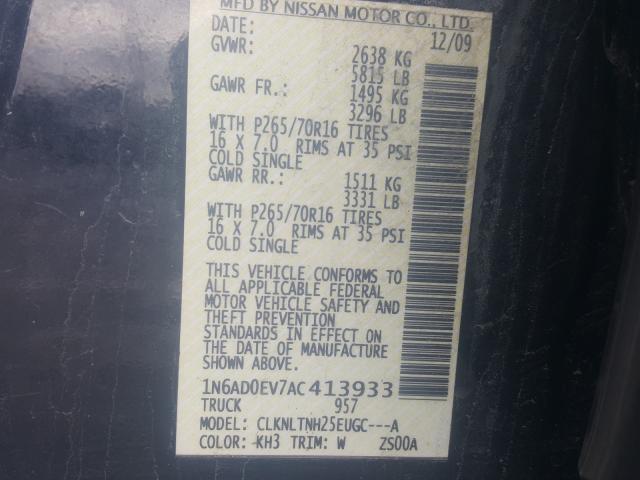 MFD BY NISSAN MOTOR CO., LTD.
DATE: 12/09
GVWR: 2638 KG
5815 LB
GAWR FR.: 1495 KG
3296 LB
WITH P265/70R16 TIRES
16 X 7.0 RIMS AT 35 PSI
COLD SINGLE
GAWR RR.: 1511 KG
3331 LB
WITH P265/70R16 TIRES
16 X 7.0 RIMS AT 35 PSI
COLD SINGLE
THIS VEHICLE CONFORMS TO
ALL APPLICABLE FEDERAL
MOTOR VEHICLE SAFETY AND
THEFT PREVENTION
STANDARDS IN EFFECT ON
THE DATE OF MANUFACTURE
SHOWN ABOVE.
1N6AD0EV7AC413933
TRUCK 957
MODEL: CLKNLTNH25EUGC---A
COLOR: KH3 TRIM: W ZS00A